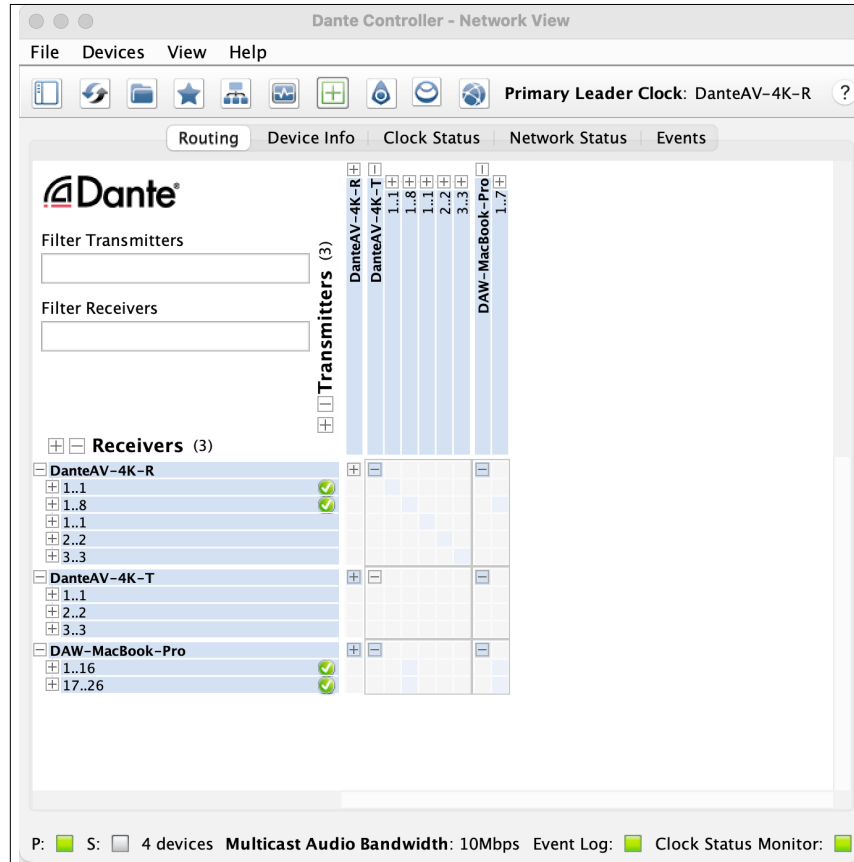 Dante Controller - Network View
File Devices View Help
Primary Leader Clock: DanteAV-4K-R ?
Routing Device Info Clock Status Network Status Events
Dante®
Filter Transmitters
Filter Receivers
Transmitters (3)
DanteAV-4K-R
DanteAV-4K-T
1..1
1..8
1..1
2..2
3..3
DAW-MacBook-Pro
1..7
Receivers (3)
DanteAV-4K-R
1..1
1..8
1..1
2..2
3..3
DanteAV-4K-T
1..1
2..2
3..3
DAW-MacBook-Pro
1..16
17..26
P: S: 4 devices Multicast Audio Bandwidth: 10Mbps Event Log: Clock Status Monitor: